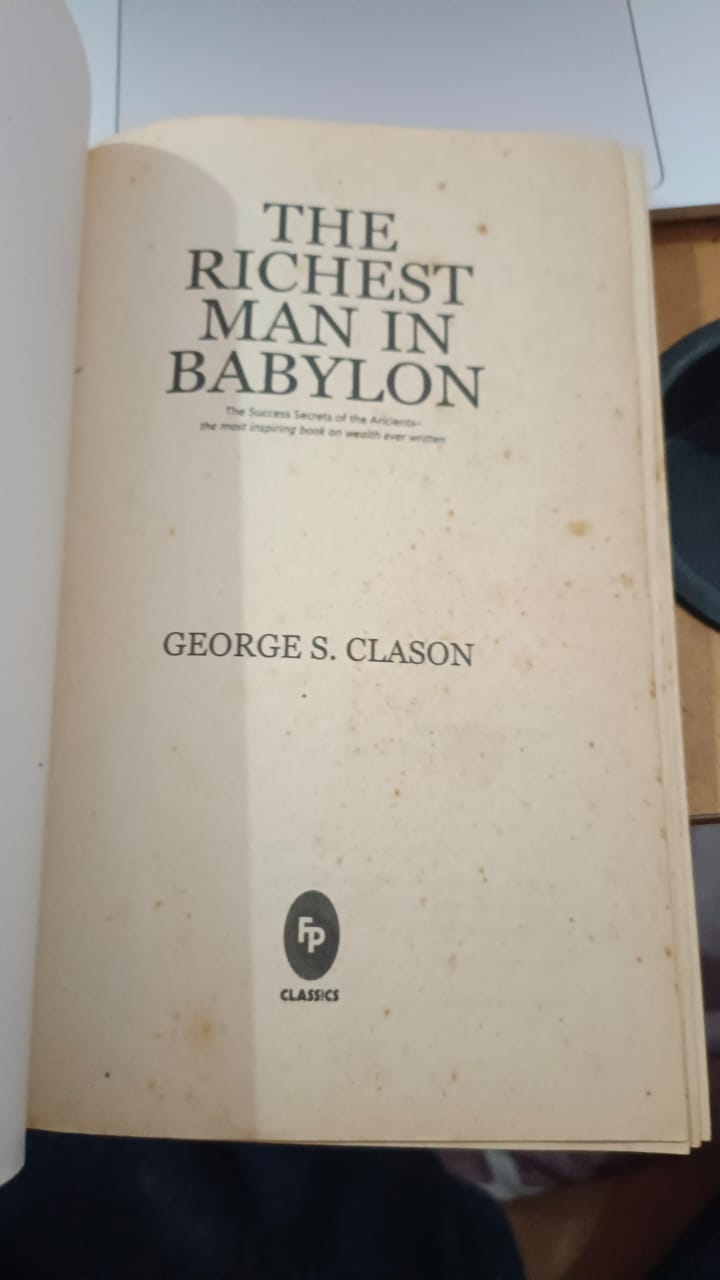 THE
RICHEST
MAN IN
BABYLON
The Success Secrets of the Ancients–
the most inspiring book on wealth ever written
GEORGE S. CLASON
FP
CLASSICS